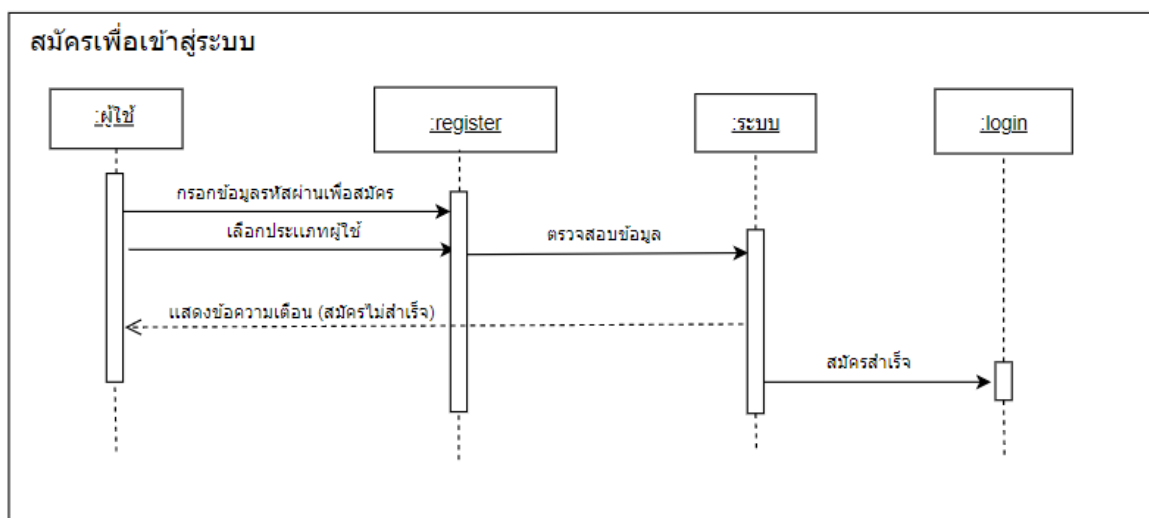 สมัครเพื่อเข้าสู่ระบบ
:ผู้ใช้
:register
:ระบบ
:login
กรอกข้อมูลรหัสผ่านเพื่อสมัคร
เลือกประเภทผู้ใช้
ตรวจสอบข้อมูล
แสดงข้อความเตือน (สมัครไม่สำเร็จ)
สมัครสำเร็จ